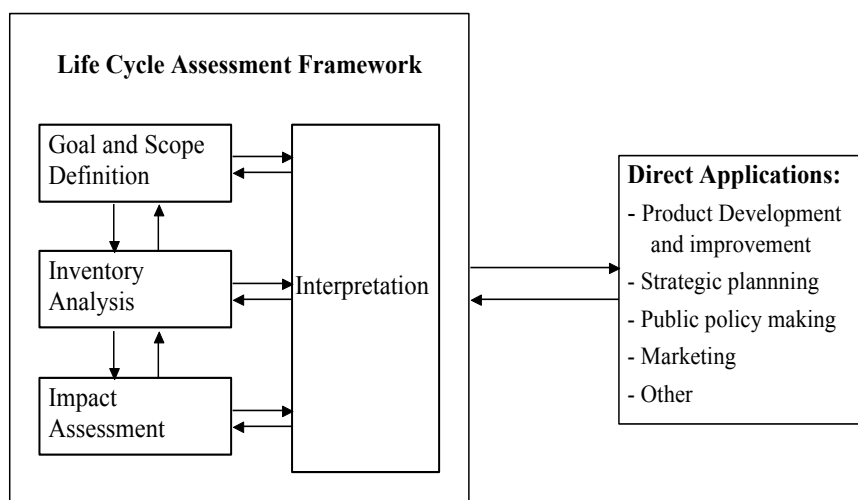 Life Cycle Assessment Framework
Goal and Scope
Definition
Inventory
Analysis
Impact
Assessment
Interpretation
Direct Applications:
- Product Development
and improvement
- Strategic plannning
- Public policy making
- Marketing
- Other